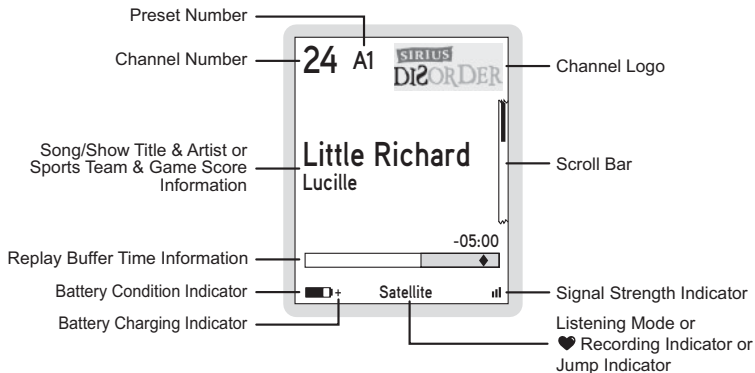 Preset Number
Channel Number
24 A1
SIRIUS
DISORDER
Channel Logo
Song/Show Title & Artist or
Sports Team & Game Score
Information
Little Richard
Lucille
Scroll Bar
Replay Buffer Time Information
-05:00
Battery Condition Indicator
+
Satellite
Signal Strength Indicator
Battery Charging Indicator
Listening Mode or
♥ Recording Indicator or
Jump Indicator